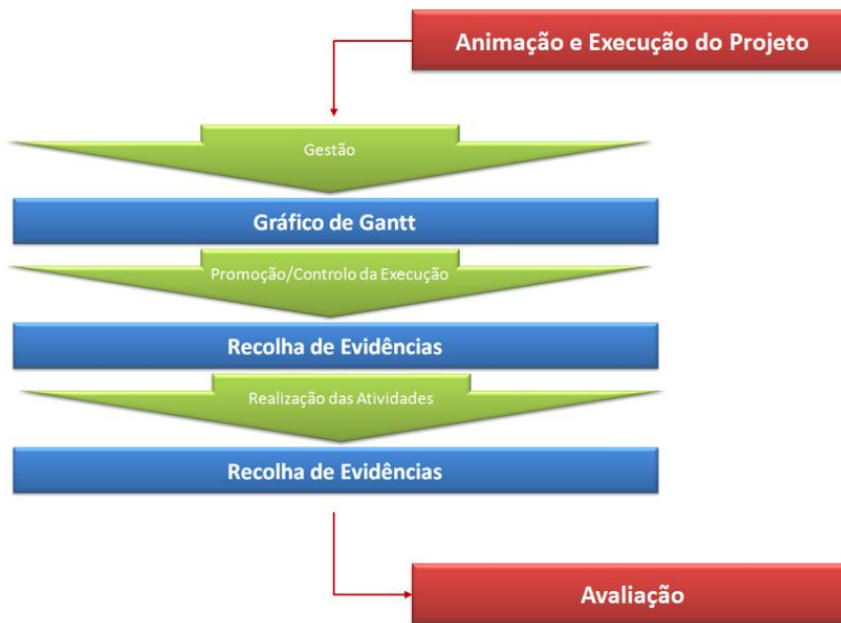 Animação e Execução do Projeto
Gestão
Gráfico de Gantt
Promoção/Controlo da Execução
Recolha de Evidências
Realização das Atividades
Recolha de Evidências
Avaliação